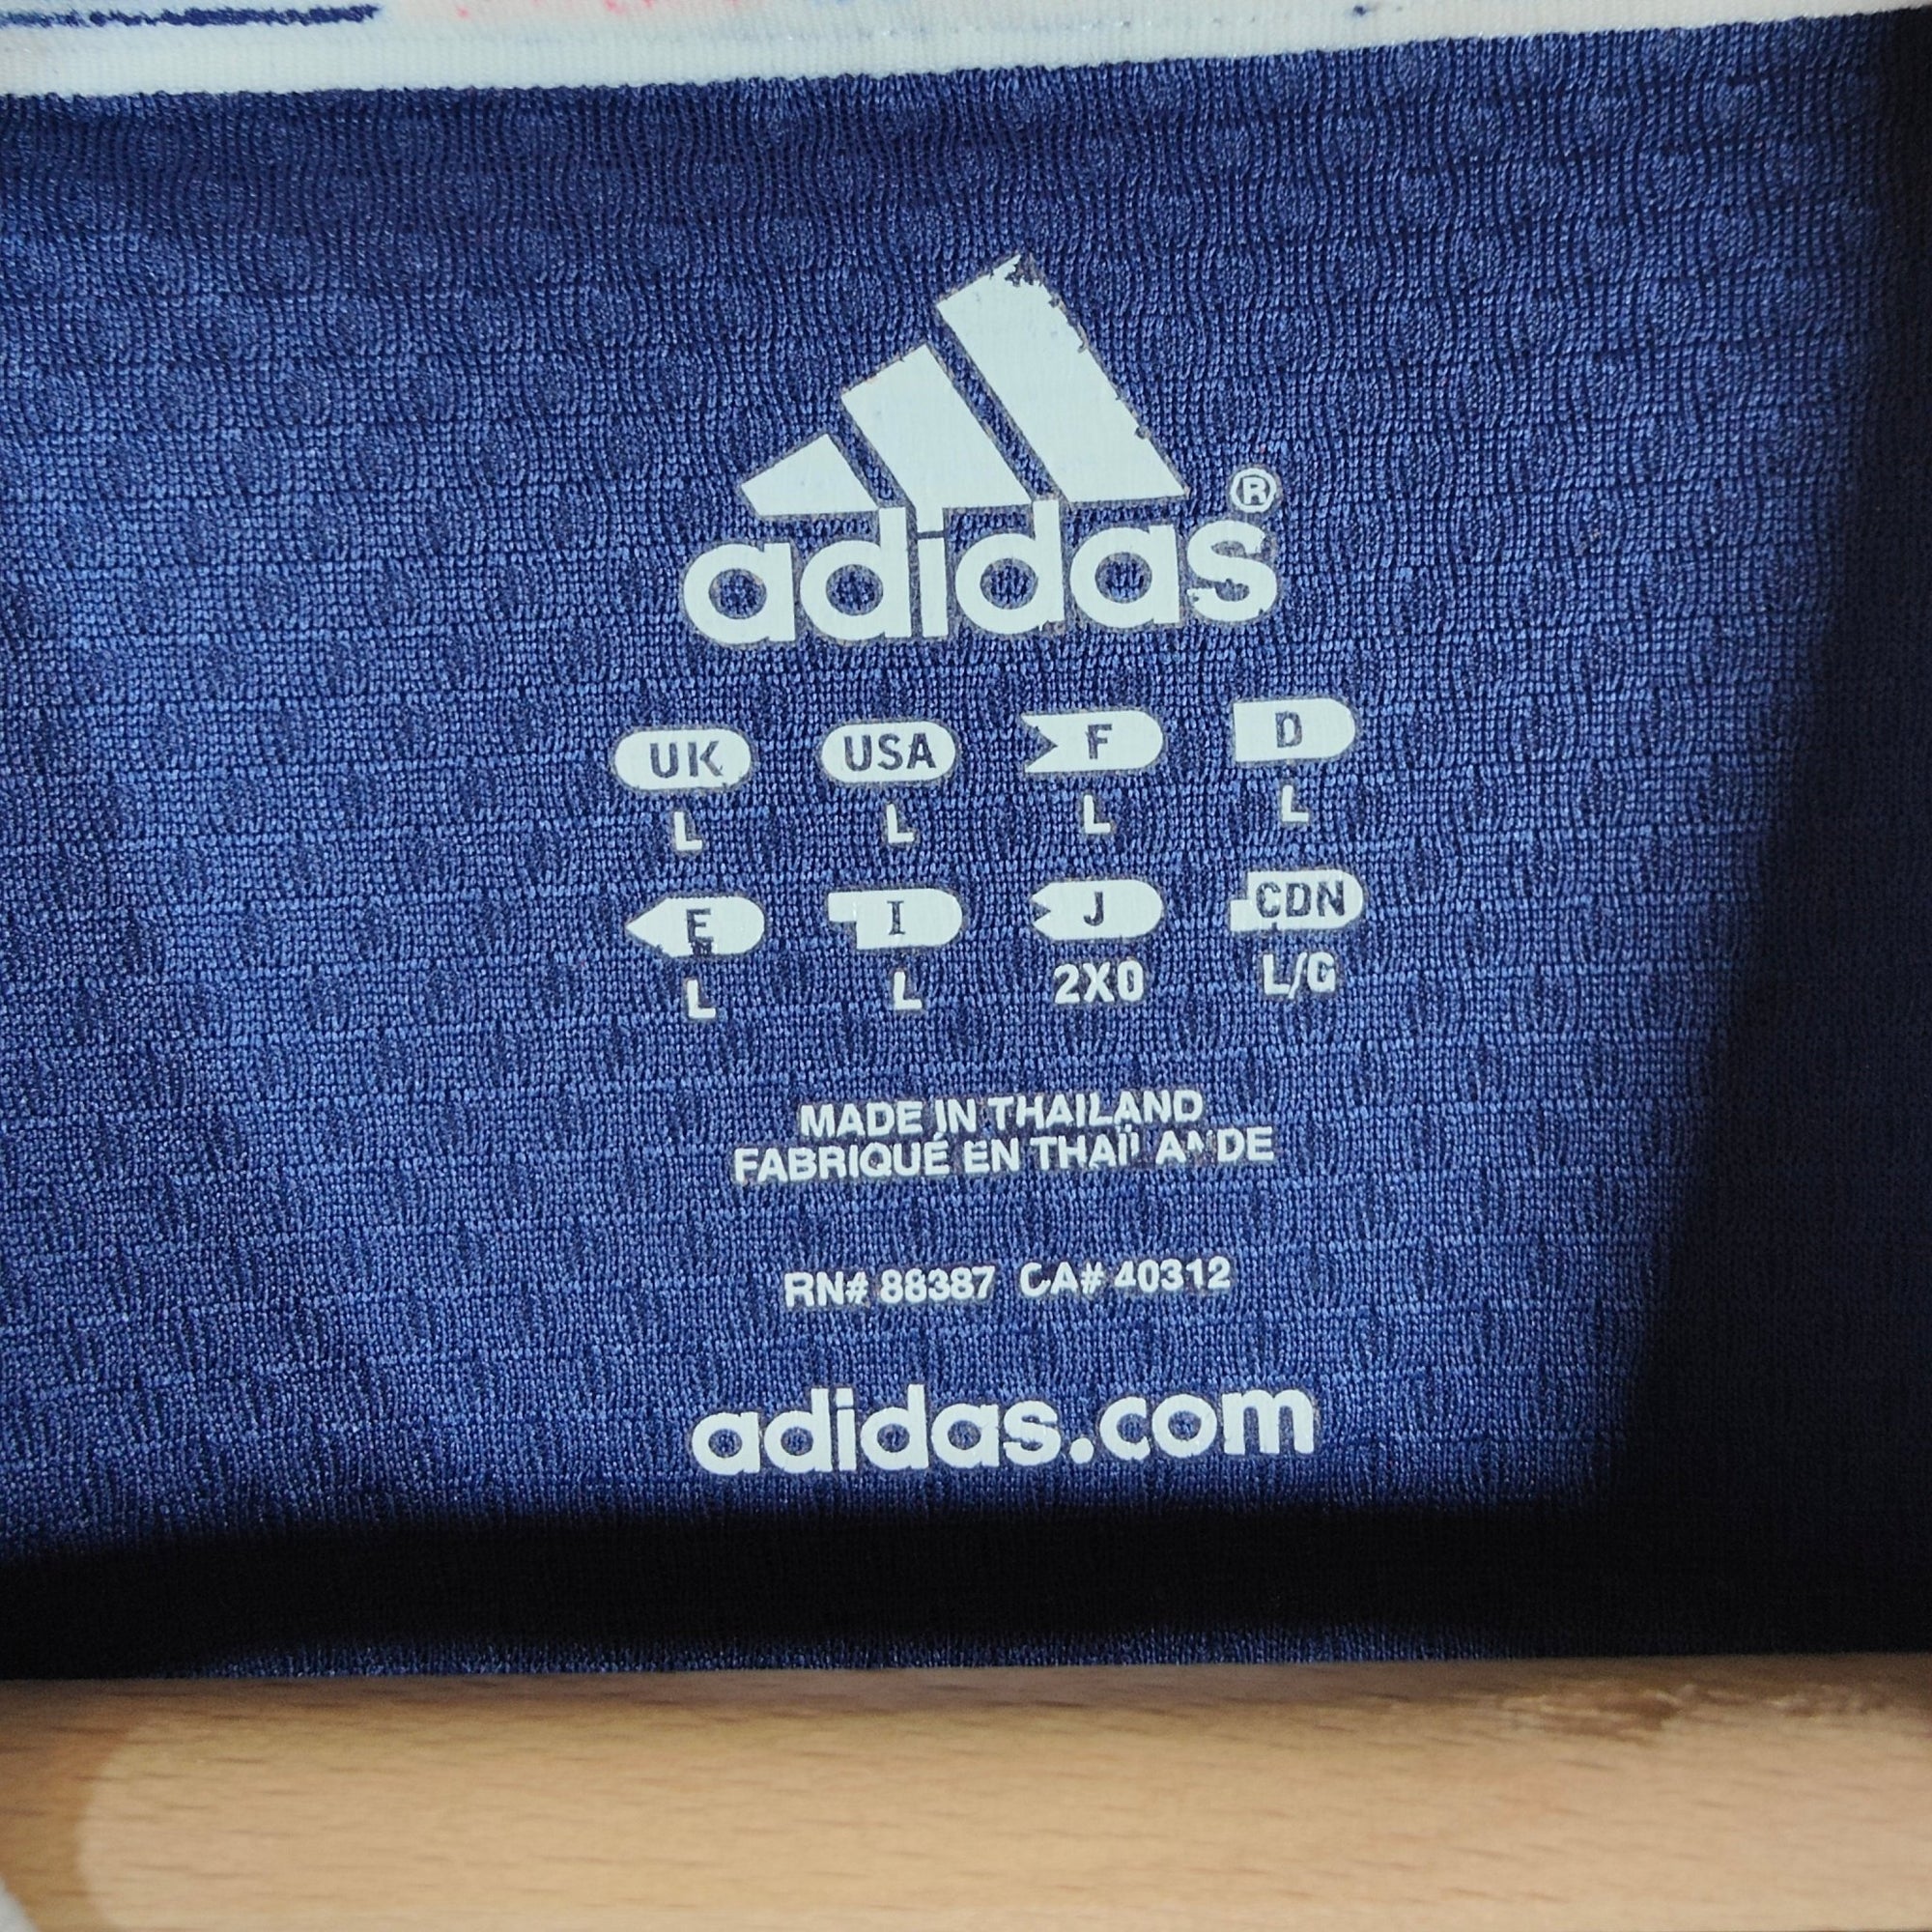 adidas®
UK USA F D
L L L L
E I J CDN
L L 2XO L/G
MADE IN THAILAND
FABRIQUÉ EN THAÏLANDE
RN# 88387 CA# 40312
adidas.com